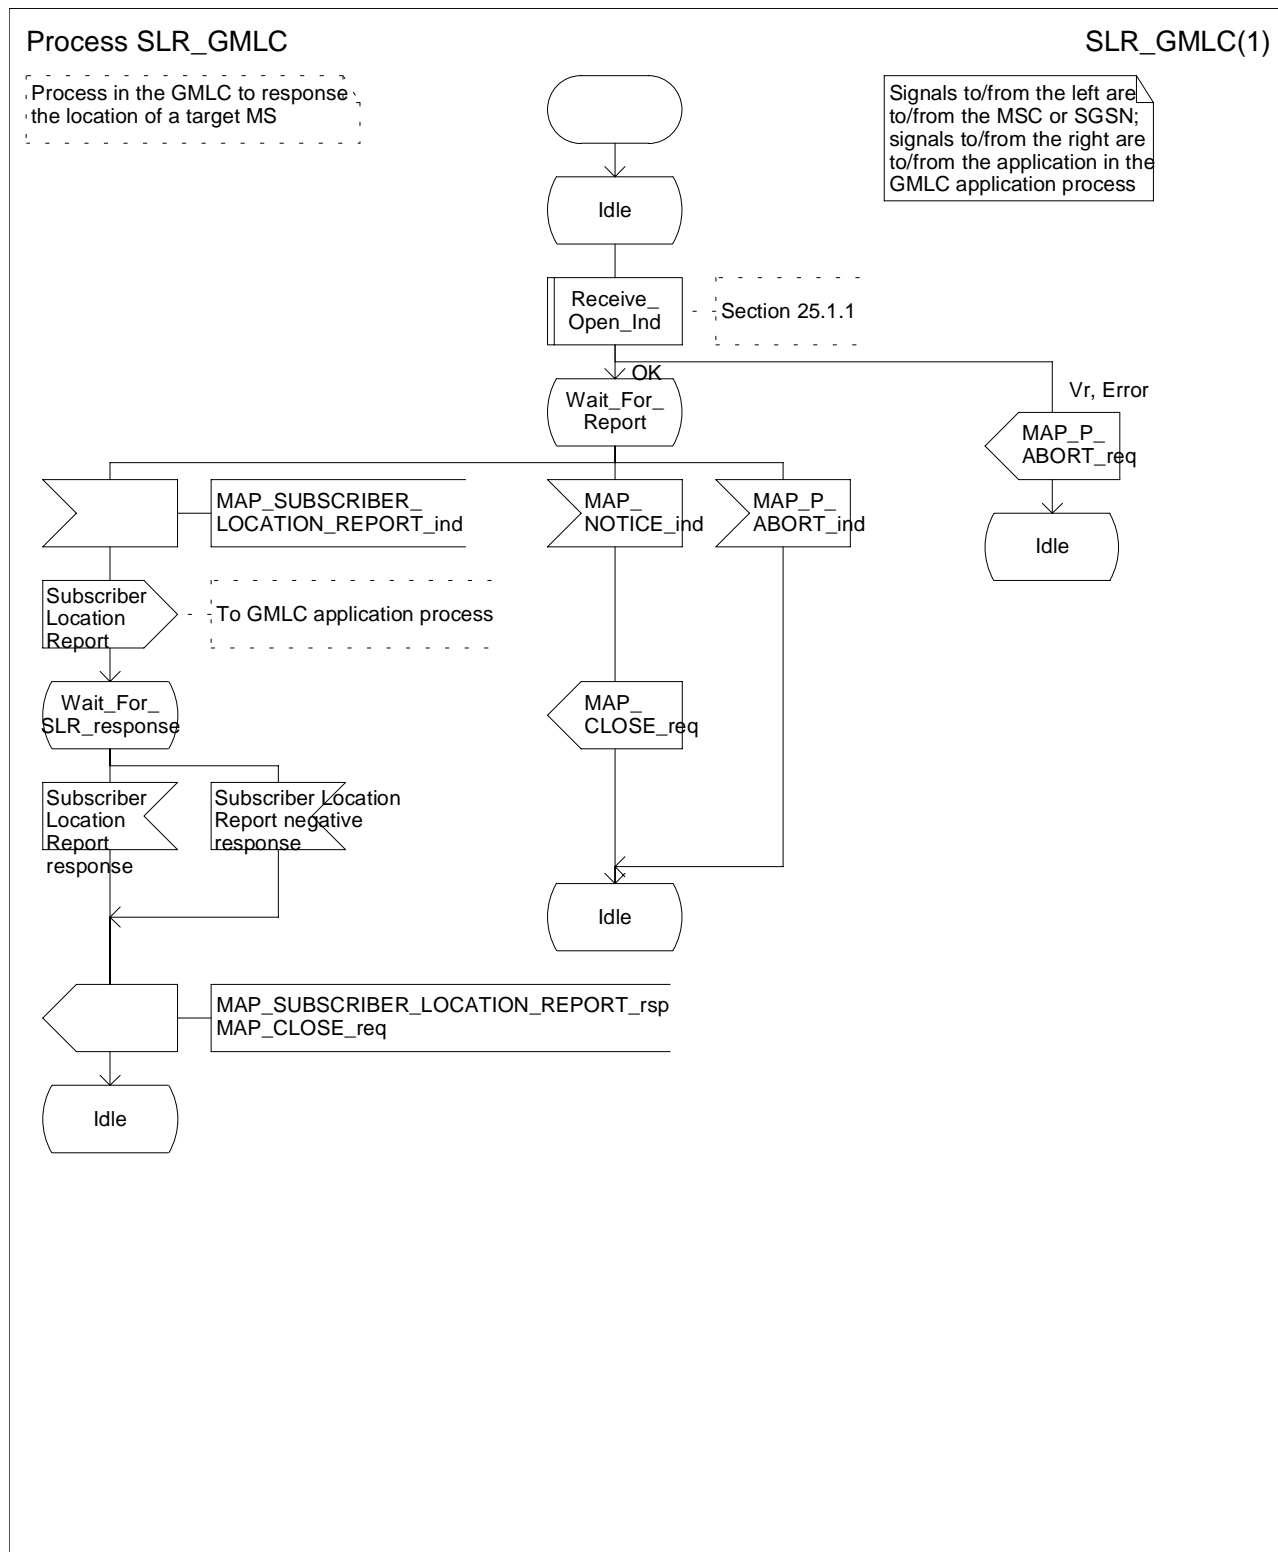 Process SLR_GMLC
SLR_GMLC(1)
Process in the GMLC to response
the location of a target MS
Signals to/from the left are
to/from the MSC or SGSN;
signals to/from the right are
to/from the application in the
GMLC application process
Idle
Receive_
Open_Ind
Section 25.1.1
OK
Vr, Error
Wait_For_
Report
MAP_P_
ABORT_req
Idle
MAP_SUBSCRIBER_
LOCATION_REPORT_ind
MAP_
NOTICE_ind
MAP_P_
ABORT_ind
Subscriber
Location
Report
To GMLC application process
Wait_For_
SLR_response
MAP_
CLOSE_req
Subscriber
Location
Report
response
Subscriber Location
Report negative
response
Idle
MAP_SUBSCRIBER_LOCATION_REPORT_rsp
MAP_CLOSE_req
Idle